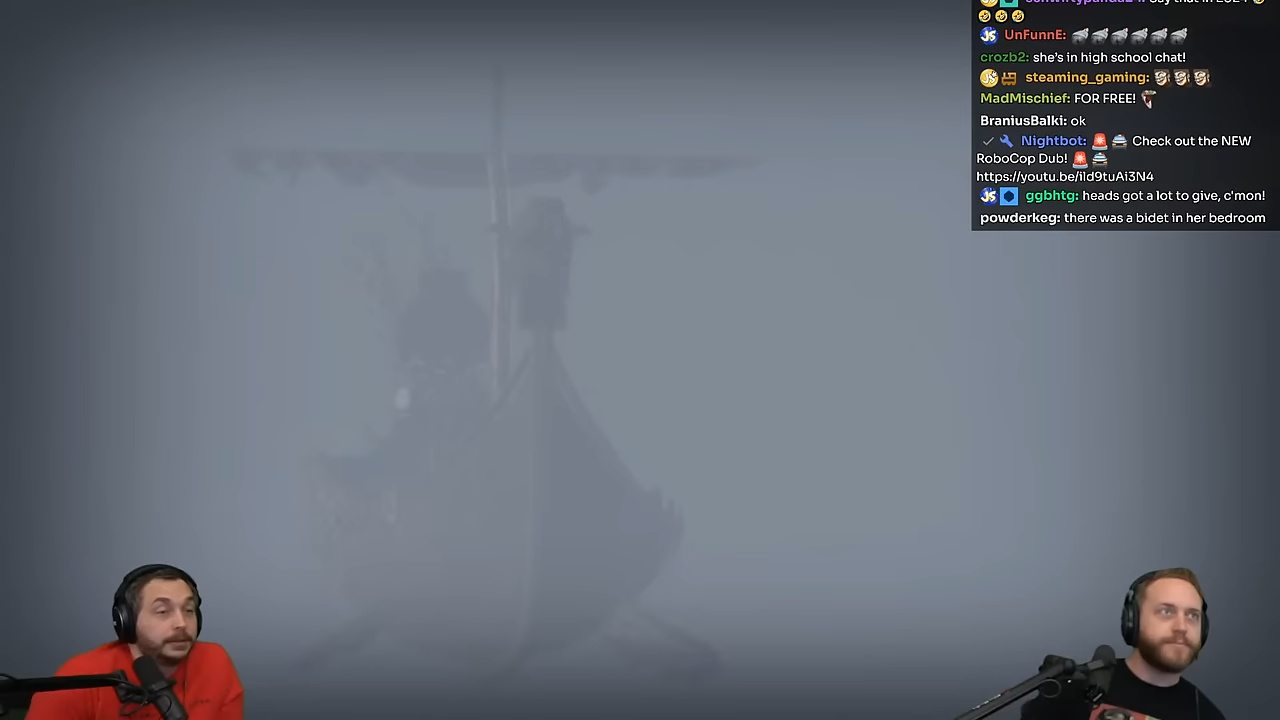 UnFunnE:
crozb2: she's in high school chat!
steaming_gaming:
MadMischief: FOR FREE!
BraniusBalki: ok
Nightbot: Check out the NEW
RoboCop Dub!
https://youtu.be/iId9tuAi3N4
ggbhtg: heads got a lot to give, c'mon!
powderkeg: there was a bidet in her bedroom